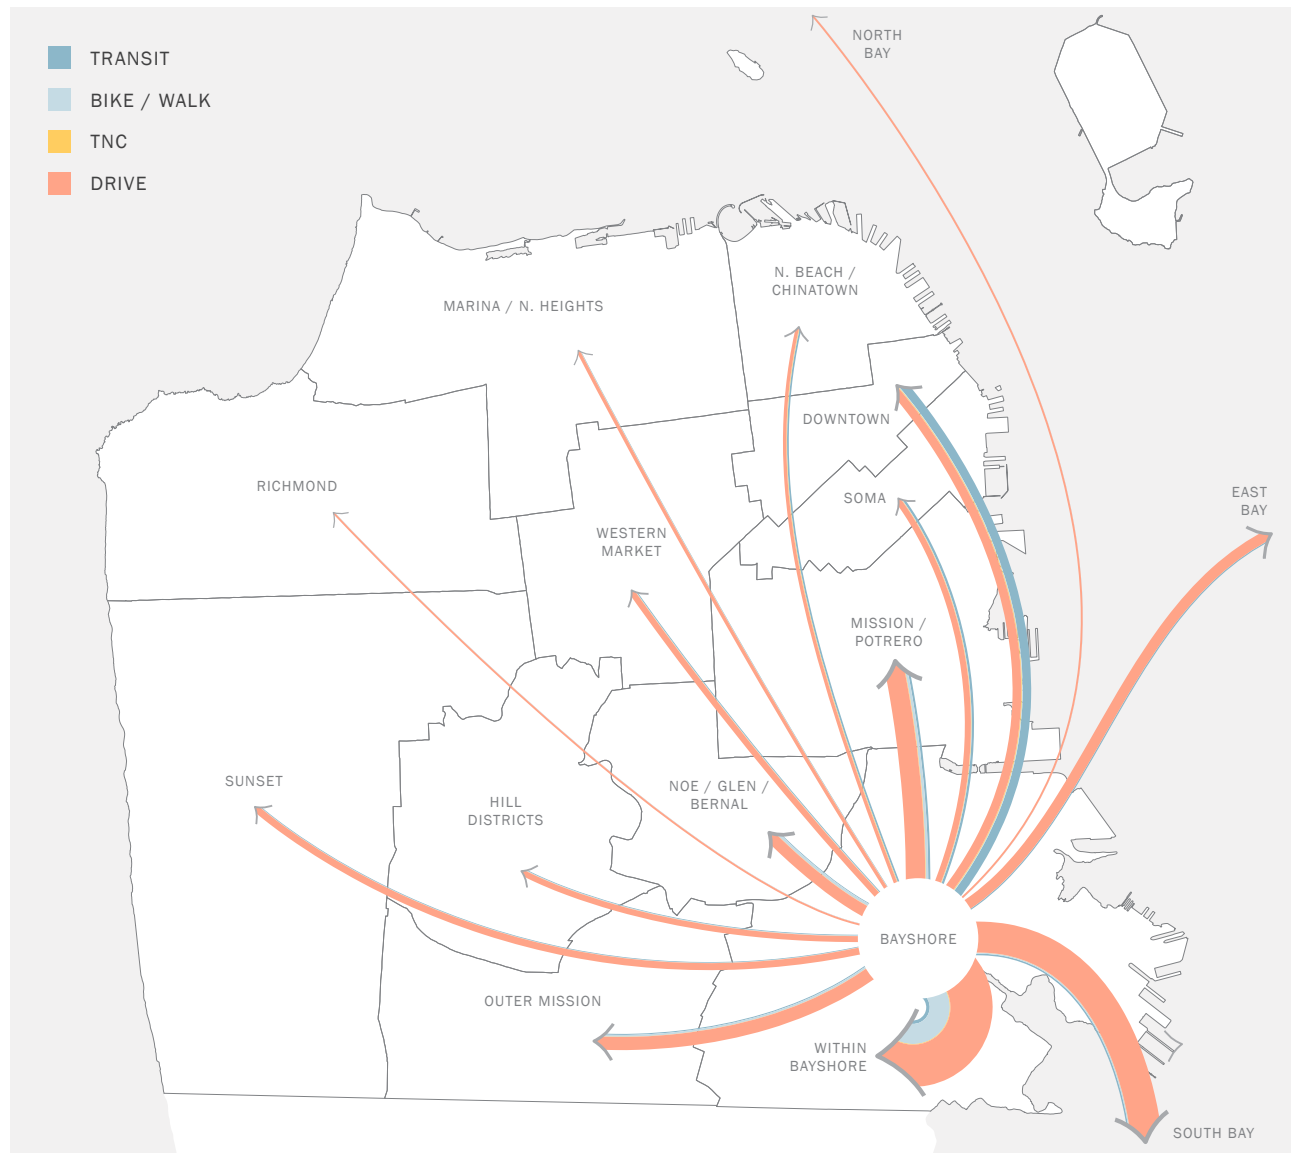 TRANSIT
BIKE / WALK
TNC
DRIVE
NORTH
BAY
N. BEACH /
CHINATOWN
MARINA / N. HEIGHTS
DOWNTOWN
RICHMOND
SOMA
EAST
BAY
WESTERN
MARKET
MISSION /
POTRERO
SUNSET
NOE / GLEN /
BERNAL
HILL
DISTRICTS
BAYSHORE
OUTER MISSION
WITHIN
BAYSHORE
SOUTH BAY